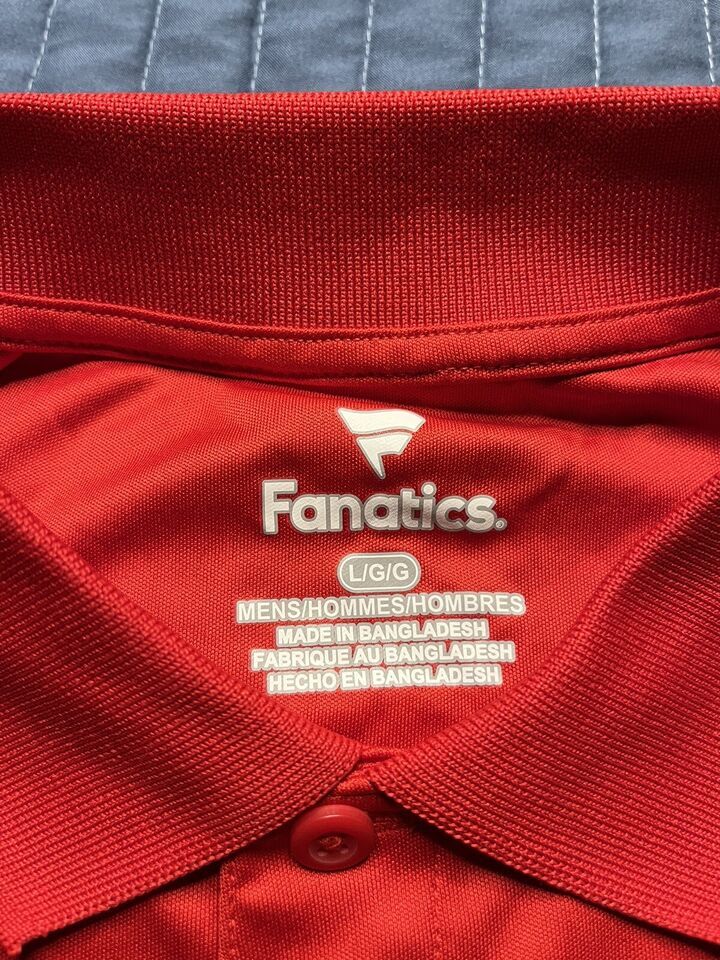 Fanatics.
L/G/G
MENS/HOMMES/HOMBRES
MADE IN BANGLADESH
FABRIQUE AU BANGLADESH
HECHO EN BANGLADESH